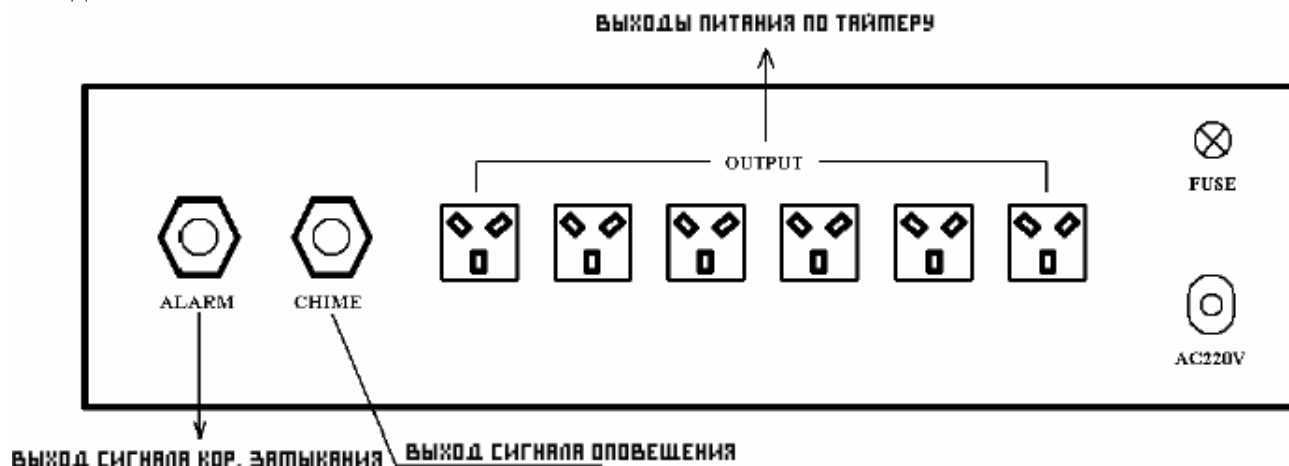 ВЫХОДЫ ПИТАНИЯ ПО ТАЙМЕРУ
OUTPUT
FUSE
ALARM
CHIME
AC220V
ВЫХОД СИГНАЛА КОР. ЗАМЫКАНИЯ
ВЫХОД СИГНАЛА ОПОВЕЩЕНИЯ